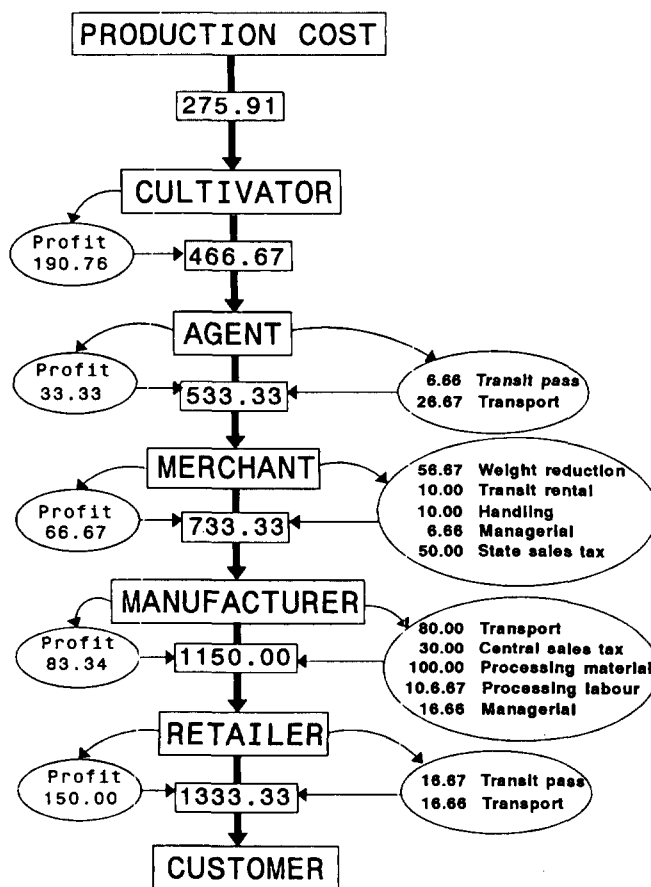 PRODUCTION COST
275.91
CULTIVATOR
Profit
190.76
466.67
AGENT
Profit
33.33
533.33
6.66 Transit pass
26.67 Transport
MERCHANT
Profit
66.67
733.33
56.67 Weight reduction
10.00 Transit rental
10.00 Handling
6.66 Managerial
50.00 State sales tax
MANUFACTURER
Profit
83.34
1150.00
80.00 Transport
30.00 Central sales tax
100.00 Processing material
10.6.67 Processing labour
16.66 Managerial
RETAILER
Profit
150.00
1333.33
16.67 Transit pass
16.66 Transport
CUSTOMER